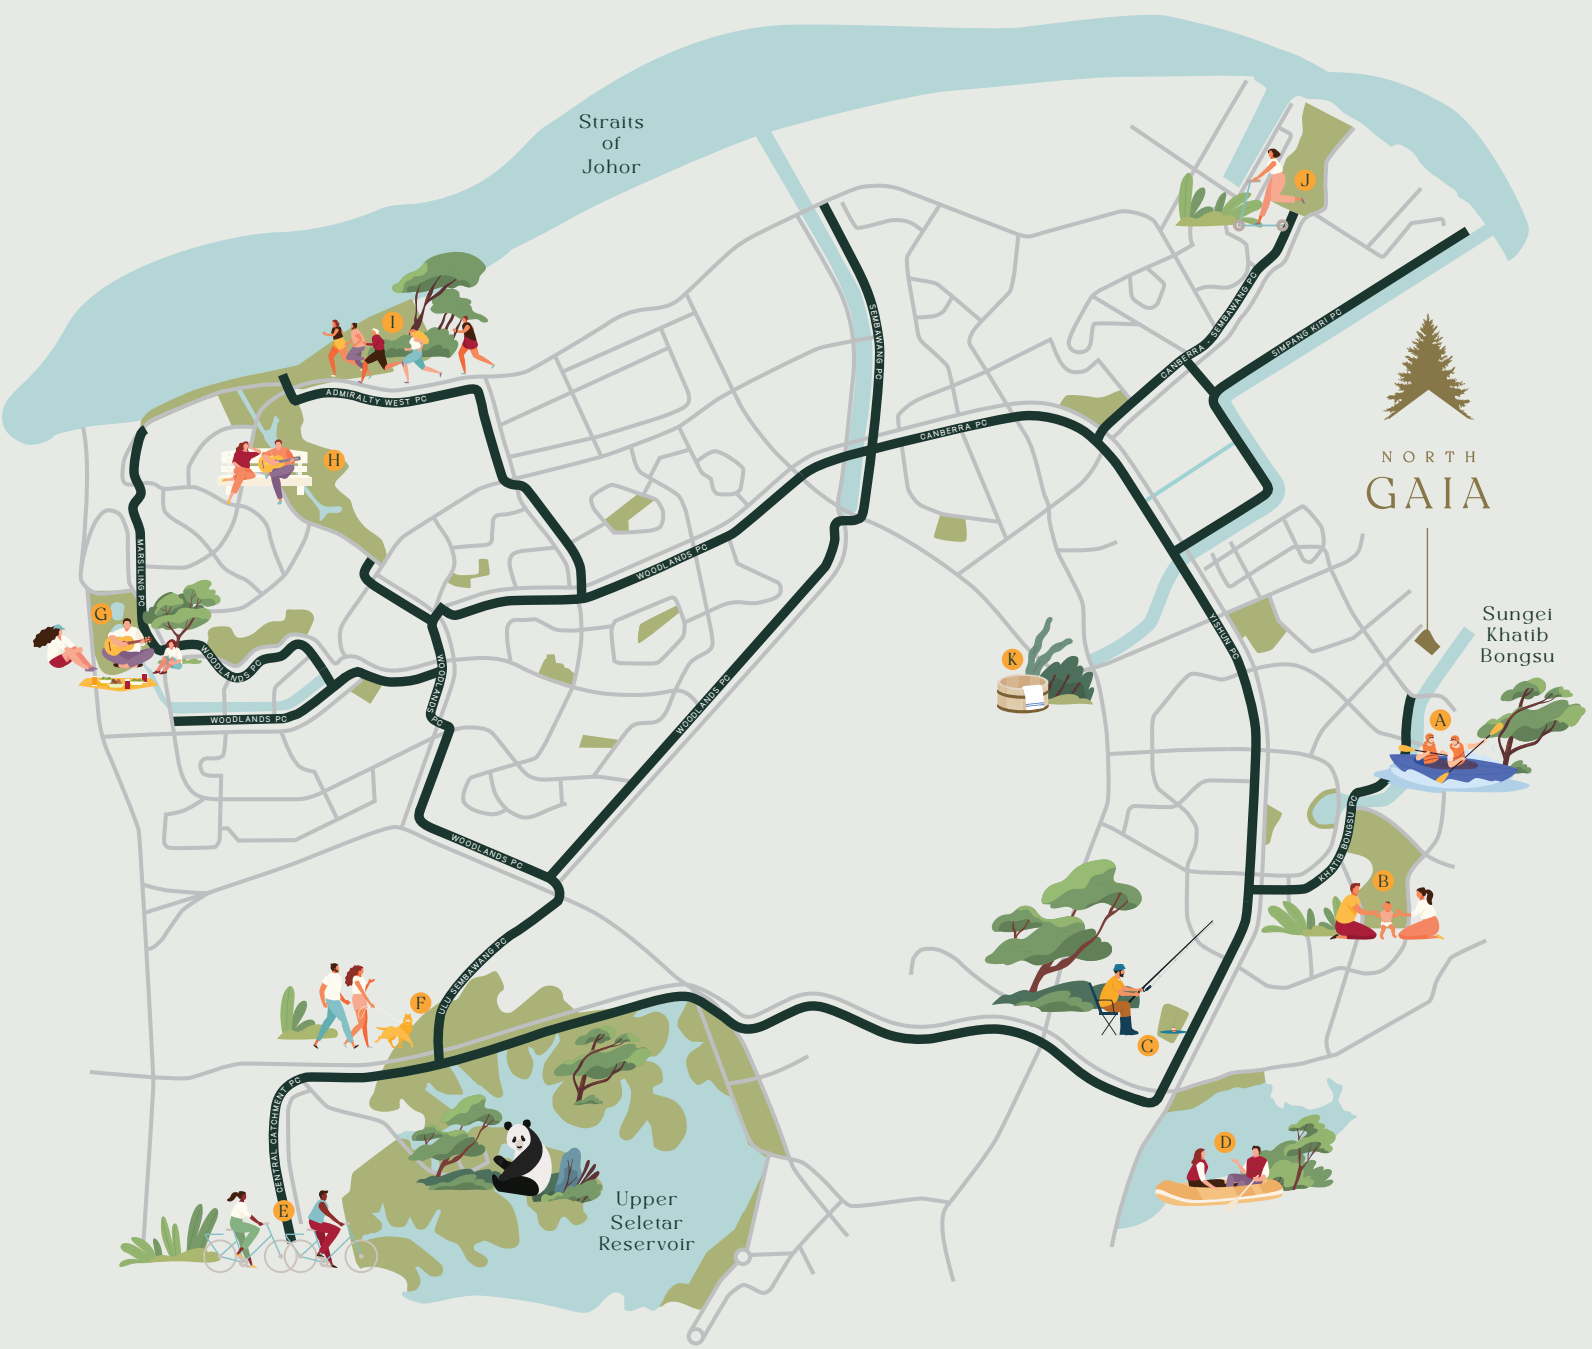 Straits
of
Johor
J
I
ADMIRALTY WEST PC
SEMBAWANG PC
CANBERRA - SEMBAWANG PC
SIMPANG KIRI PC
H
CANBERRA PC
NORTH
GAIA
MARSILING PC
WOODLANDS PC
G
WOODLANDS PC
WOODLANDS PC
WOODLANDS PC
WOODLANDS PC
K
YISHUN PC
Sungei
Khatib
Bongsu
A
WOODLANDS PC
KHATIB BONGSU PC
B
ULU SEMBAWANG PC
F
C
CENTRAL CATCHMENT PC
D
E
Upper
Seletar
Reservoir